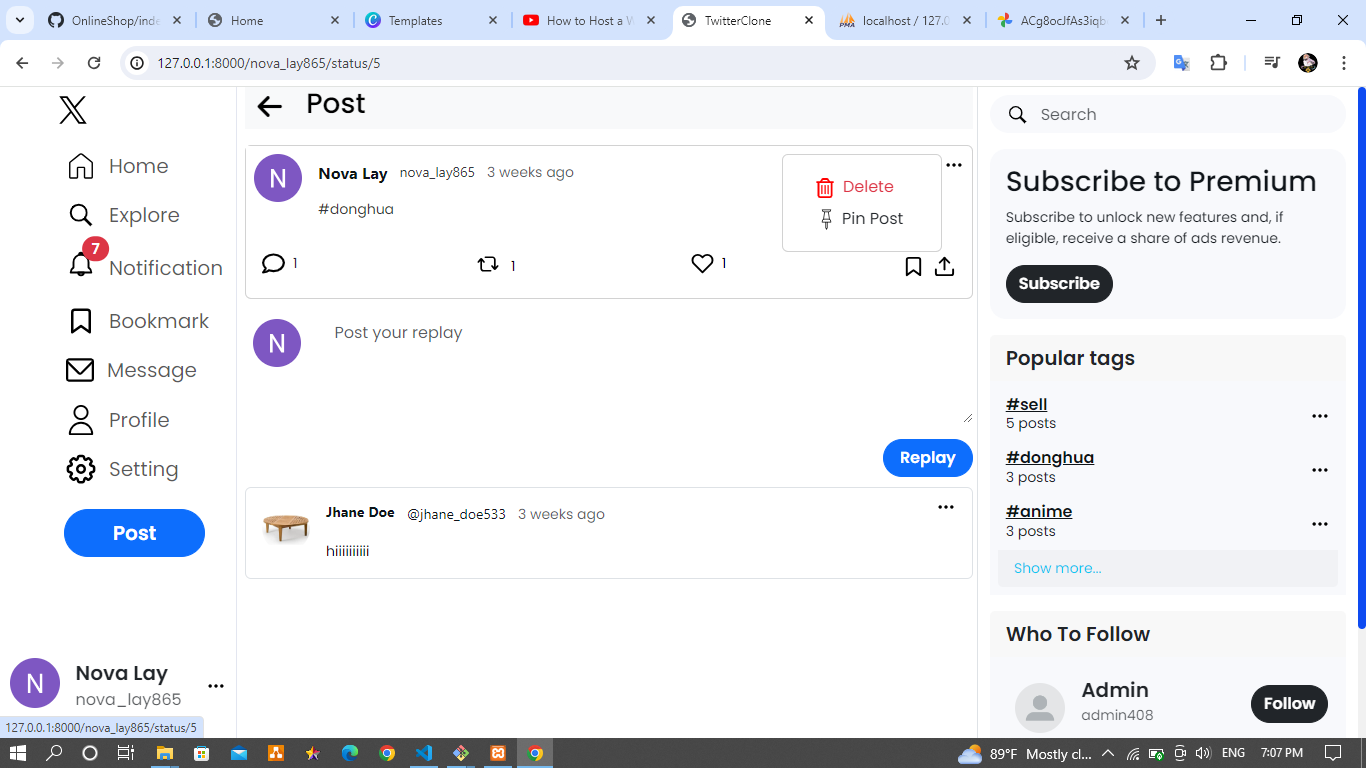 OnlineShop/inde
Home
Templates
How to Host a W
TwitterClone
localhost / 127.0
ACg8ocJfAs3iqb
127.0.0.1:8000/nova_lay865/status/5
Home
Explore
7
Notification
Bookmark
Message
Profile
Setting
Post
Nova Lay
nova_lay865
Post
N
Nova Lay nova_lay865 3 weeks ago
#donghua
Delete
Pin Post
1
1
1
N
Post your replay
Replay
Jhane Doe @jhane_doe533 3 weeks ago
hiiiiiiiiii
Search
Subscribe to Premium
Subscribe to unlock new features and, if
eligible, receive a share of ads revenue.
Subscribe
Popular tags
#sell
5 posts
#donghua
3 posts
#anime
3 posts
Show more...
Who To Follow
Admin
admin408
Follow
N
127.0.0.1:8000/nova_lay865/status/5
89°F Mostly cl...
ENG
7:07 PM